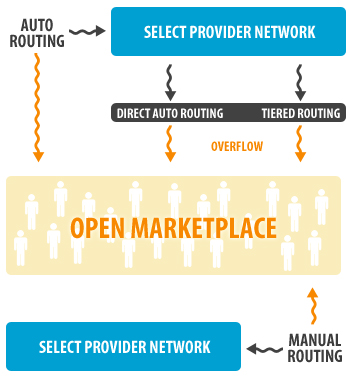 AUTO
ROUTING
SELECT PROVIDER NETWORK
DIRECT AUTO ROUTING
TIERED ROUTING
OVERFLOW
OPEN MARKETPLACE
SELECT PROVIDER NETWORK
MANUAL
ROUTING